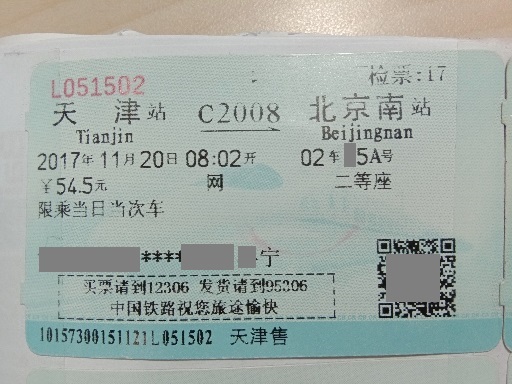 L051502 检票:17
天津站 C2008 北京南站
Tianjin Beijingnan
2017年11月20日08:02开 02车5A号
￥54.5元 网 二等座
限乘当日当次车
**** 宁
买票请到12306 发货请到95306
中国铁路祝您旅途愉快
10157300151121L051502 天津售